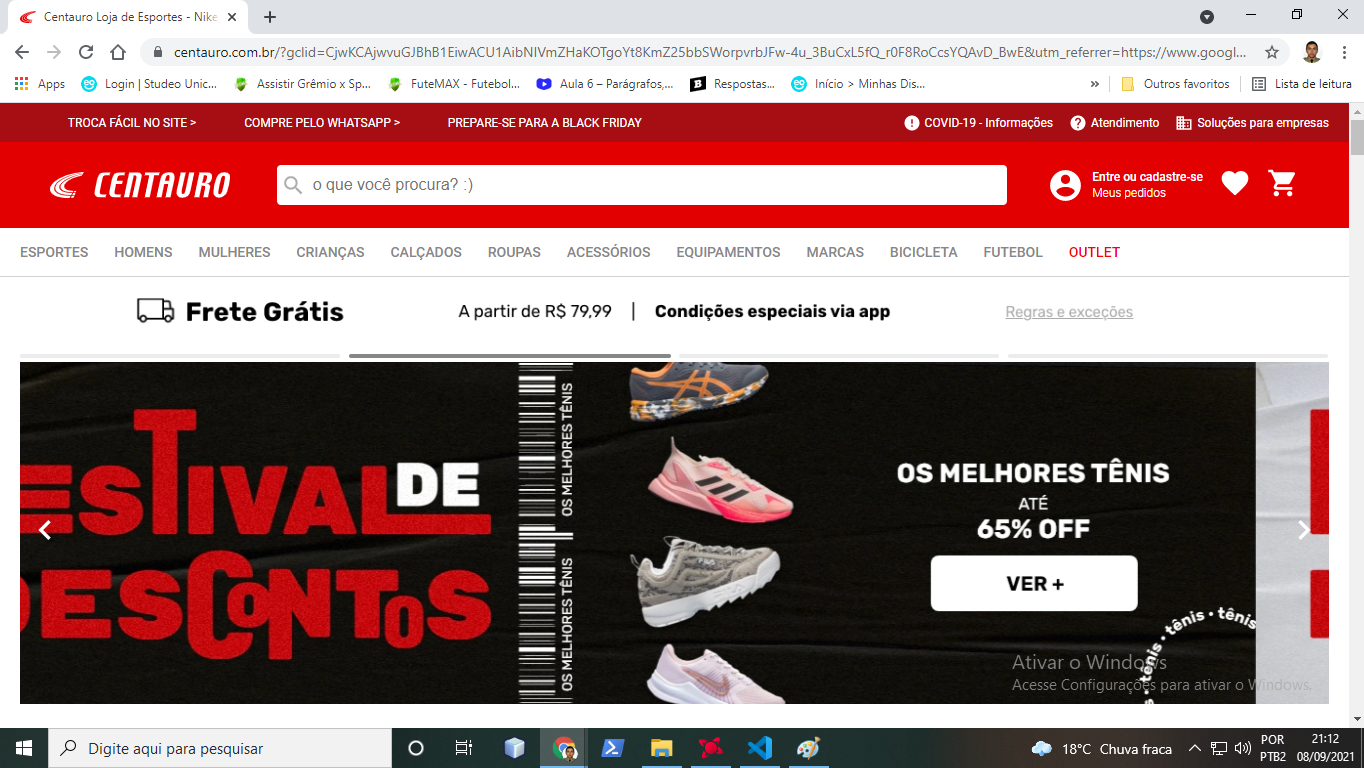 Centauro Loja de Esportes - Nike
centauro.com.br/?gclid=CjwKCAjwvuGJBhB1EiwACU1AibNIVmZHaKOTgoYt8KmZ25bbSWorpvrbJFw-4u_3BuCxL5fQ_r0F8RoCcsYQAvD_BwE&utm_referrer=https://www.googl...
Apps Login | Studeo Unic... Assistir Grêmio x Sp... FuteMAX - Futebol... Aula 6 – Parágrafos,... Respostas... Início > Minhas Dis... » Outros favoritos Lista de leitura
TROCA FÁCIL NO SITE > COMPRE PELO WHATSAPP > PREPARE-SE PARA A BLACK FRIDAY COVID-19 - Informações Atendimento Soluções para empresas
CENTAURO o que você procura? :) Entre ou cadastre-se
Meus pedidos
ESPORTES HOMENS MULHERES CRIANÇAS CALÇADOS ROUPAS ACESSÓRIOS EQUIPAMENTOS MARCAS BICICLETA FUTEBOL OUTLET
Frete Grátis A partir de R$ 79,99 | Condições especiais via app Regras e exceções
FESTIVAL DE
DESCONTOS
OS MELHORES TÊNIS
OS MELHORES TÊNIS
OS MELHORES TÊNIS
ATÉ
65% OFF
VER +
tênis • tênis • tênis
Ativar o Windows
Acesse Configurações para ativar o Windows.
Digite aqui para pesquisar
18°C Chuva fraca
POR
PTB2
21:12
08/09/2021